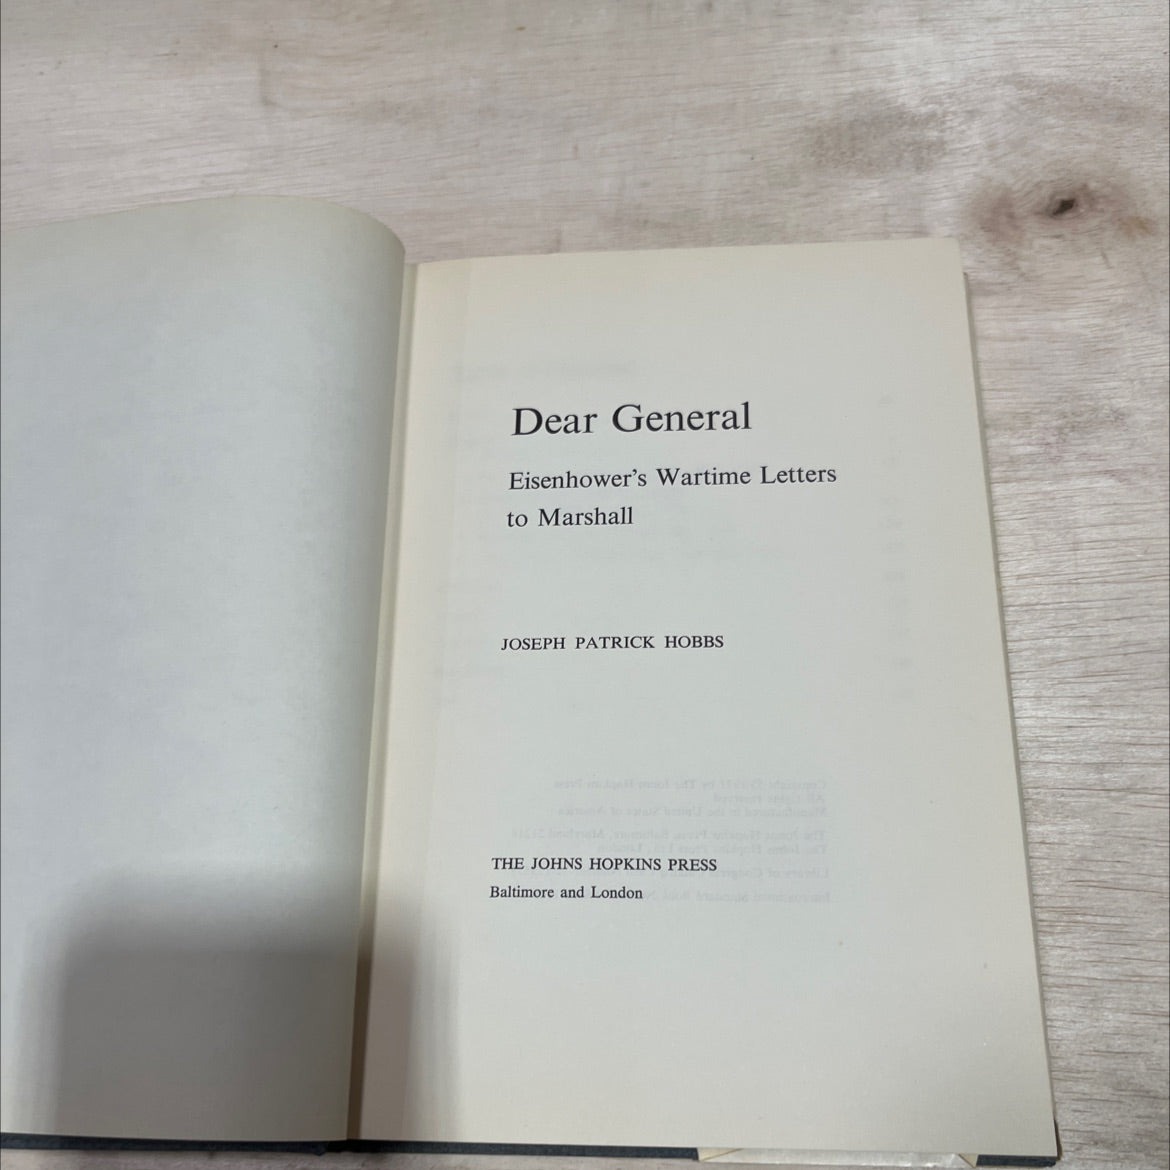 Dear General
Eisenhower's Wartime Letters
to Marshall
JOSEPH PATRICK HOBBS
THE JOHNS HOPKINS PRESS
Baltimore and London